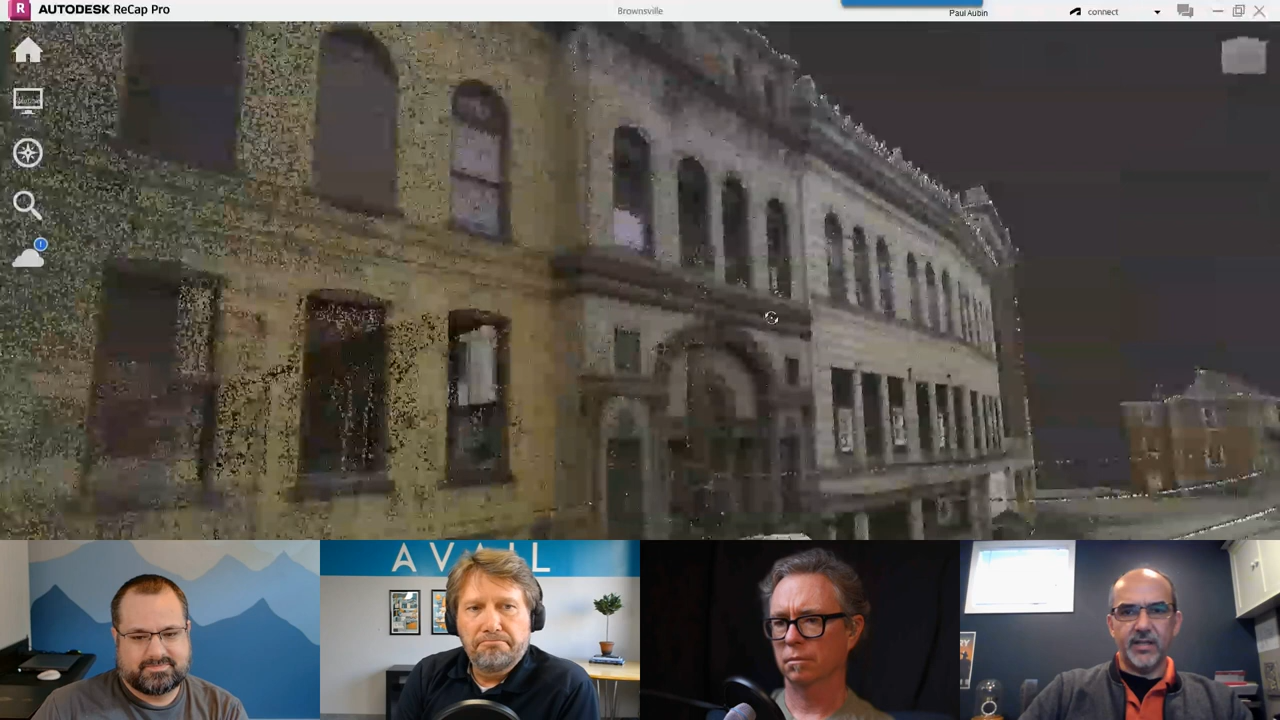 R AUTODESK ReCap Pro
Brownsville
Paul Aubin
connect
AVAIL